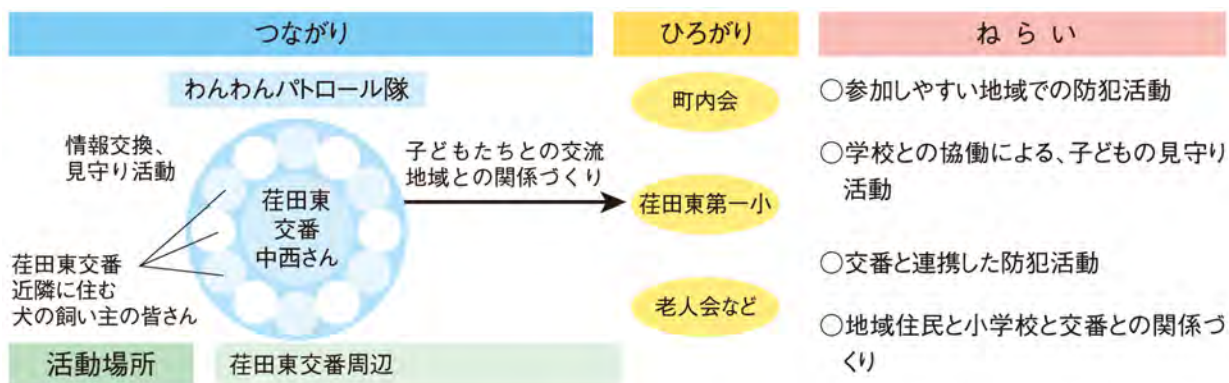 つながり
わんわんパトロール隊
情報交換、
見守り活動
荏田東
交番
中西さん
荏田東交番
近隣に住む
犬の飼い主の皆さん
子どもたちとの交流
地域との関係づくり
活動場所
荏田東交番周辺
ひろがり
町内会
荏田東第一小
老人会など
ねらい
○参加しやすい地域での防犯活動
○学校との協働による、子どもの見守り
活動
○交番と連携した防犯活動
○地域住民と小学校と交番との関係づ
くり